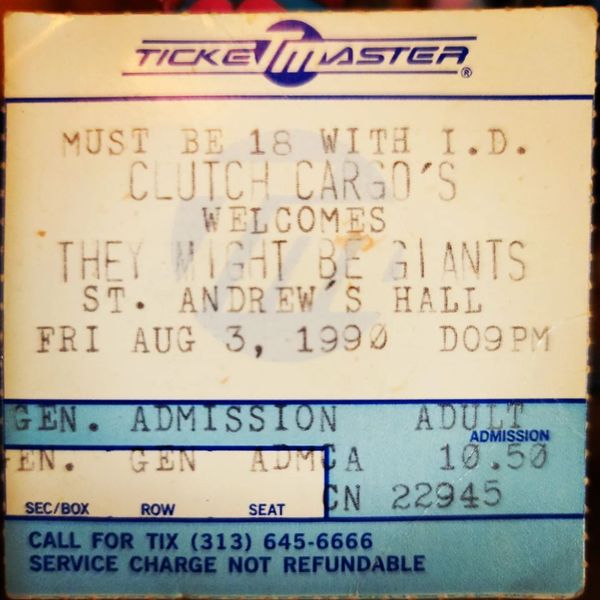 TICKETMASTER ®
MUST BE 18 WITH I.D.
CLUTCH CARGO'S
WELCOMES
THEY MIGHT BE GIANTS
ST. ANDREW'S HALL
FRI AUG 3, 1990 DO9PM
GEN. ADMISSION ADULT
ADMISSION
EN. GEN ADMCA 10.50
SEC/BOX ROW SEAT CN 22945
CALL FOR TIX (313) 645-6666
SERVICE CHARGE NOT REFUNDABLE